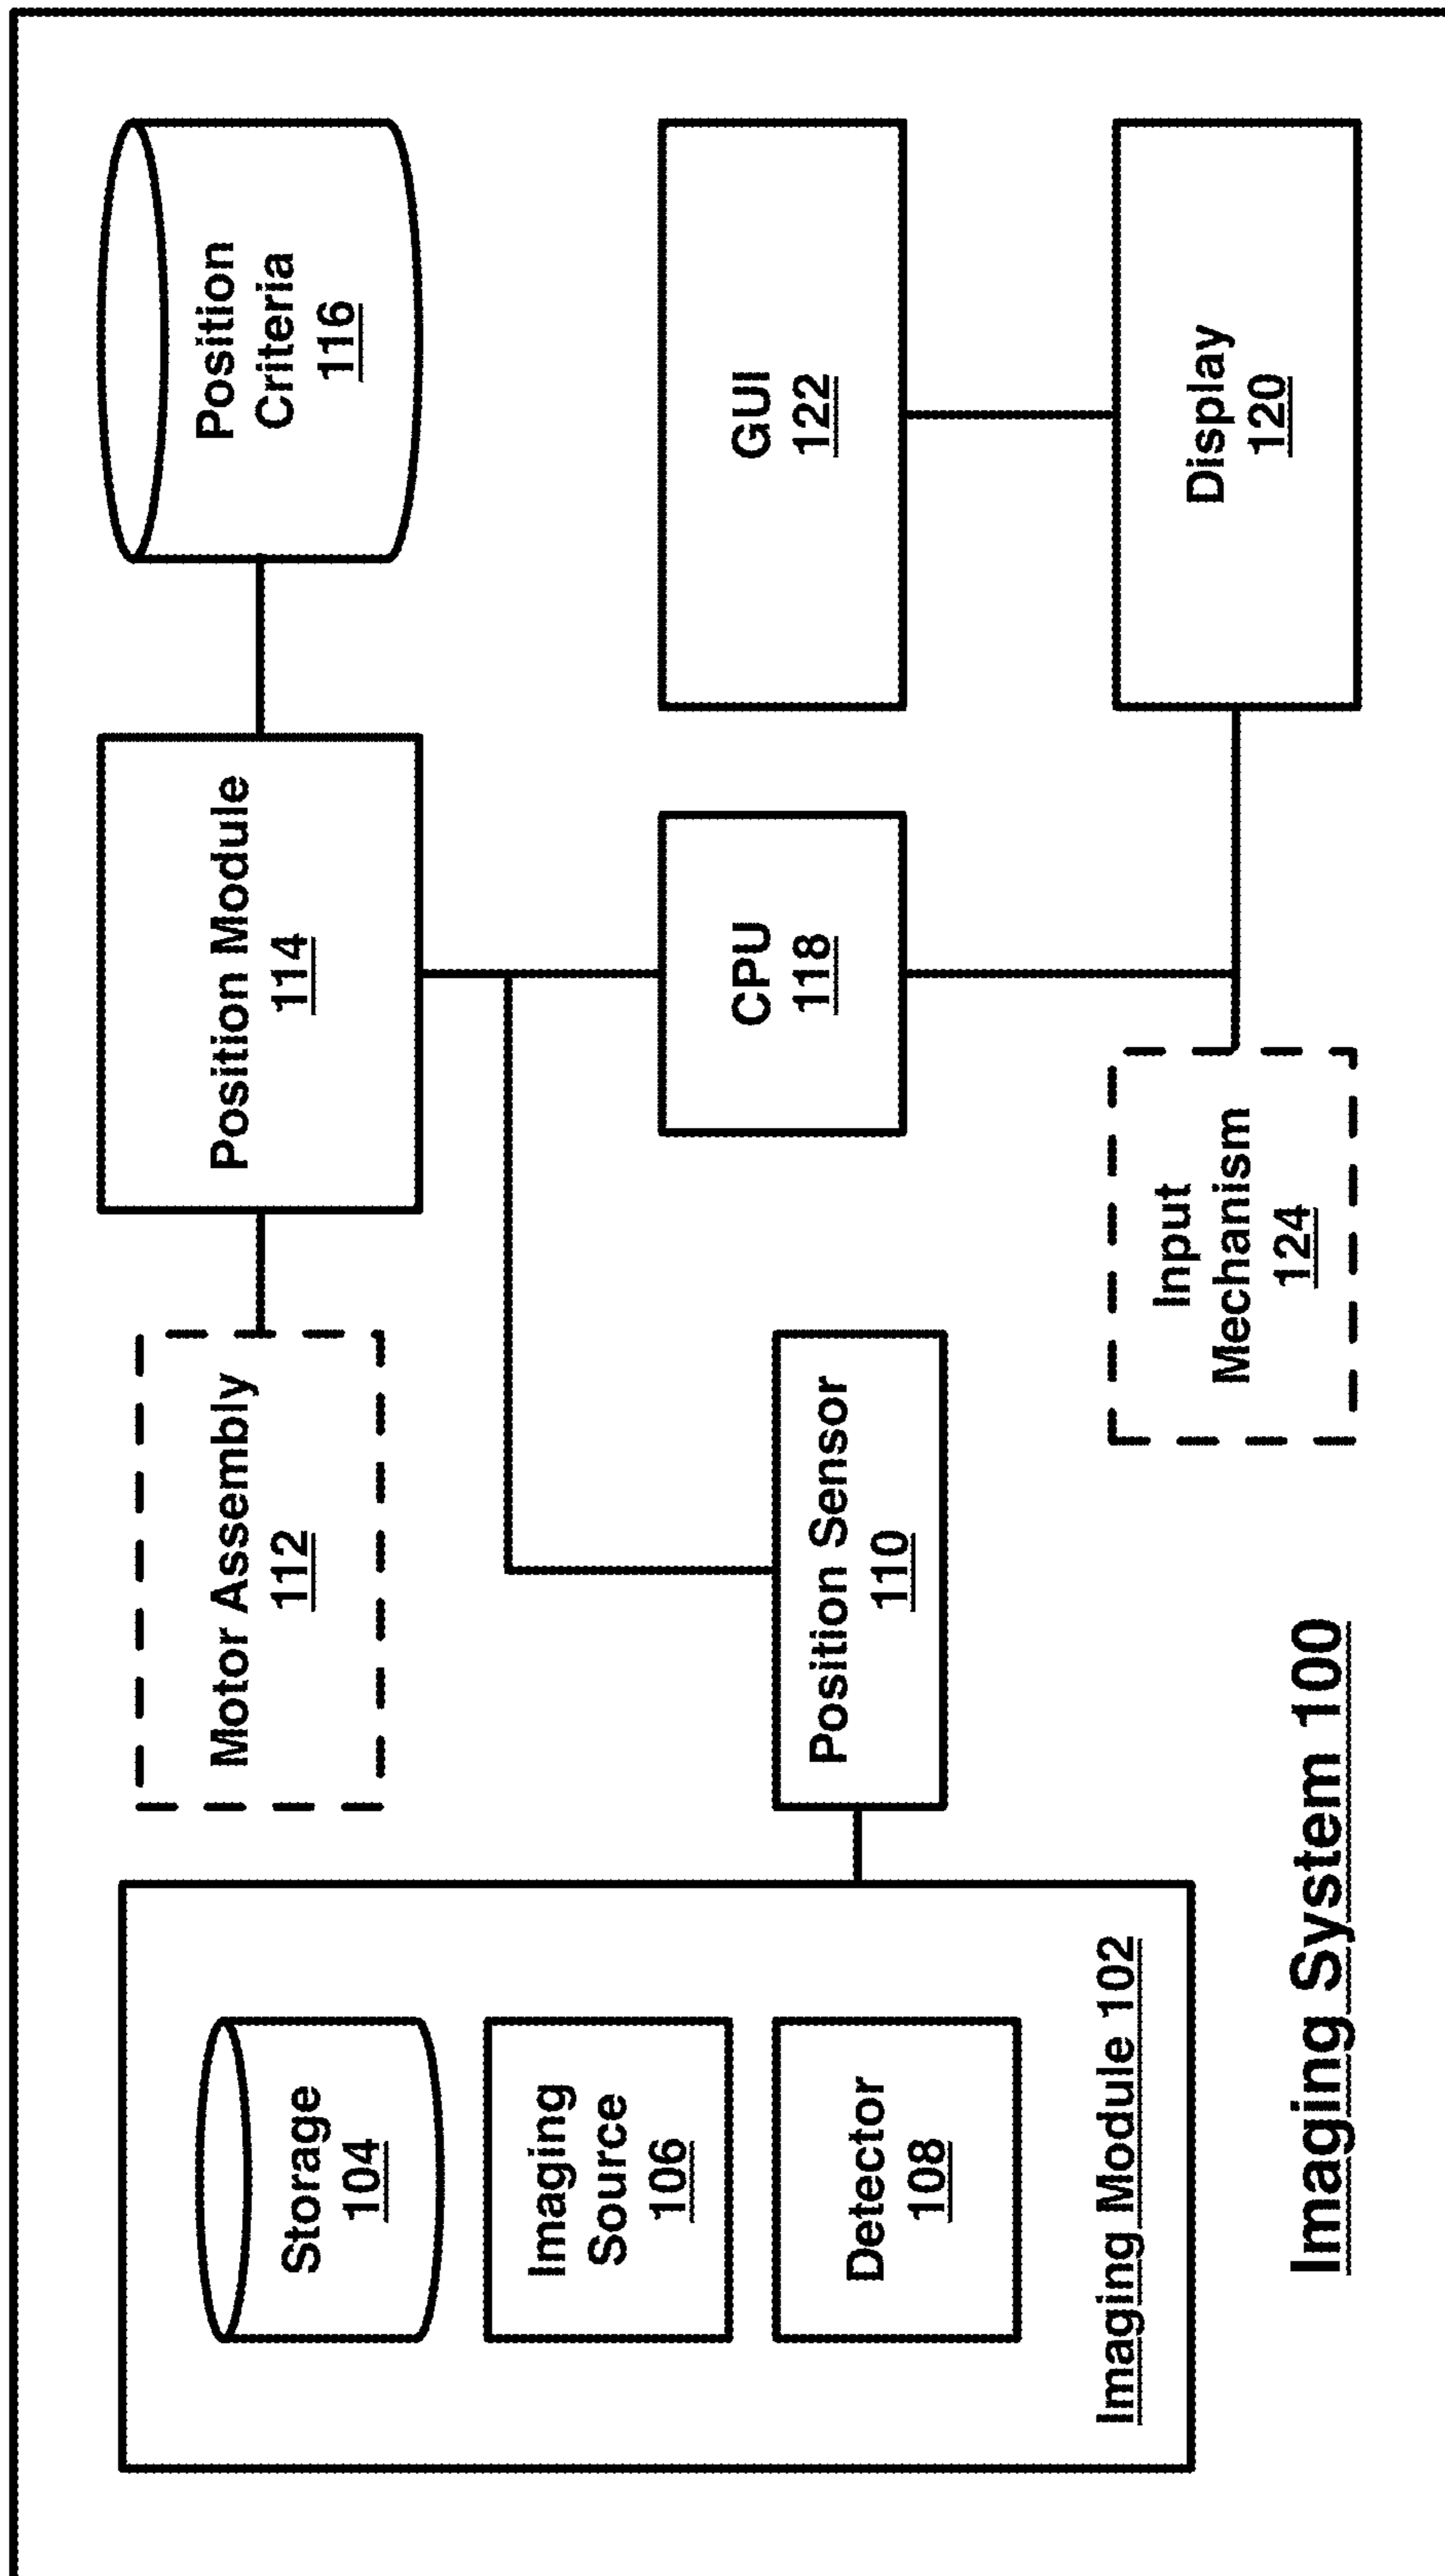 Storage
104
Imaging
Source
106
Detector
108
Imaging Module 102
Motor Assembly
112
Position Sensor
110
Position Module
114
Position
Criteria
116
CPU
118
GUI
122
Input
Mechanism
124
Display
120
Imaging System 100